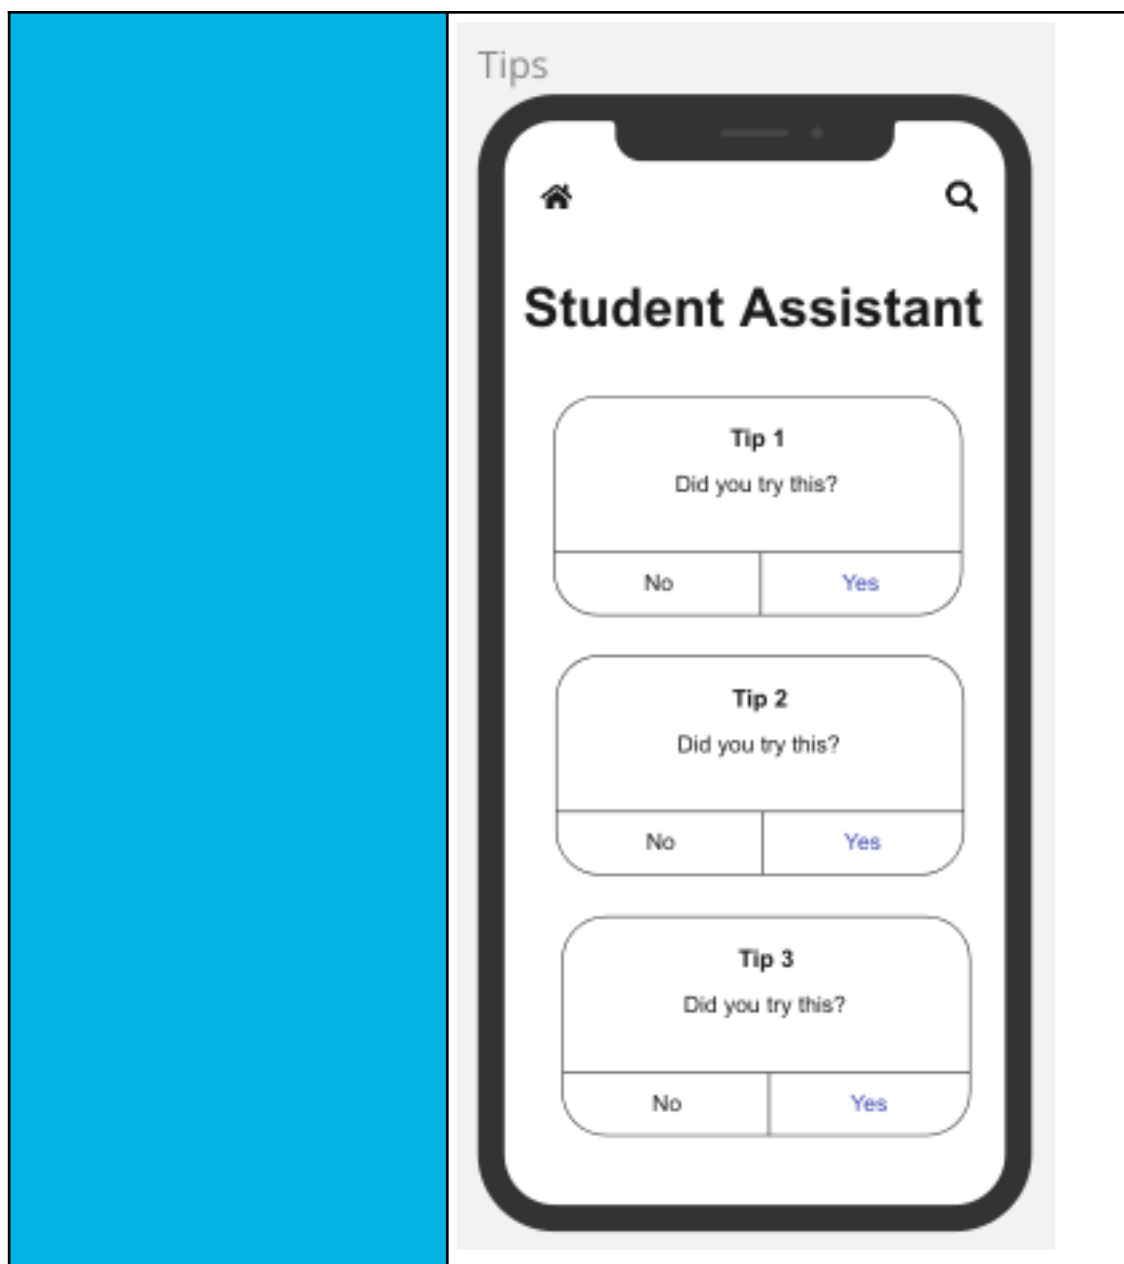 Tips
Student Assistant
Tip 1
Did you try this?
No Yes
Tip 2
Did you try this?
No Yes
Tip 3
Did you try this?
No Yes